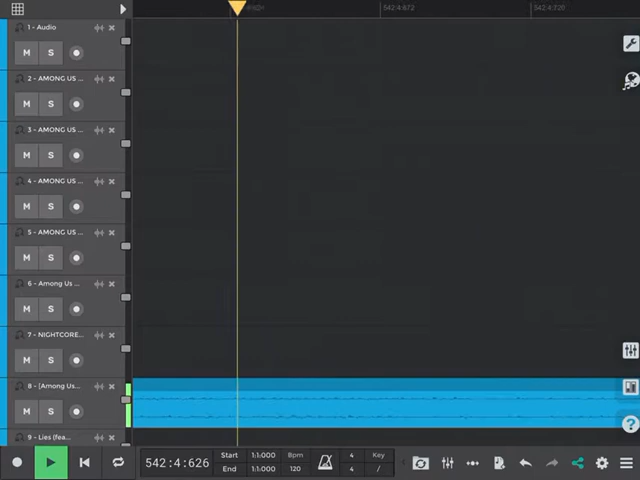 542:4:672
542:4:720
1 - Audio
M S
2 - AMONG US ...
M S
3 - AMONG US ...
M S
4 - AMONG US ...
M S
5 - AMONG US ...
M S
6 - Among Us ...
M S
7 - NIGHTCORE...
M S
8 - [Among Us...
M S
9 - Lies (fea...
542:4:626
Start 1:1.000 Bpm 4 Key
End 1:1.000 120 4 /
?